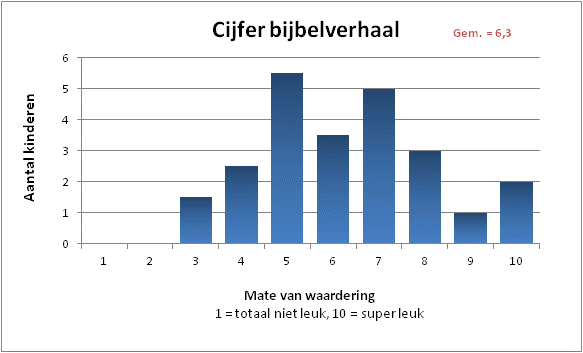 Cijfer bijbelverhaal
Gem. = 6,3
Aantal kinderen
6
5
4
3
2
1
0
1 2 3 4 5 6 7 8 9 10
Mate van waardering
1 = totaal niet leuk, 10 = super leuk